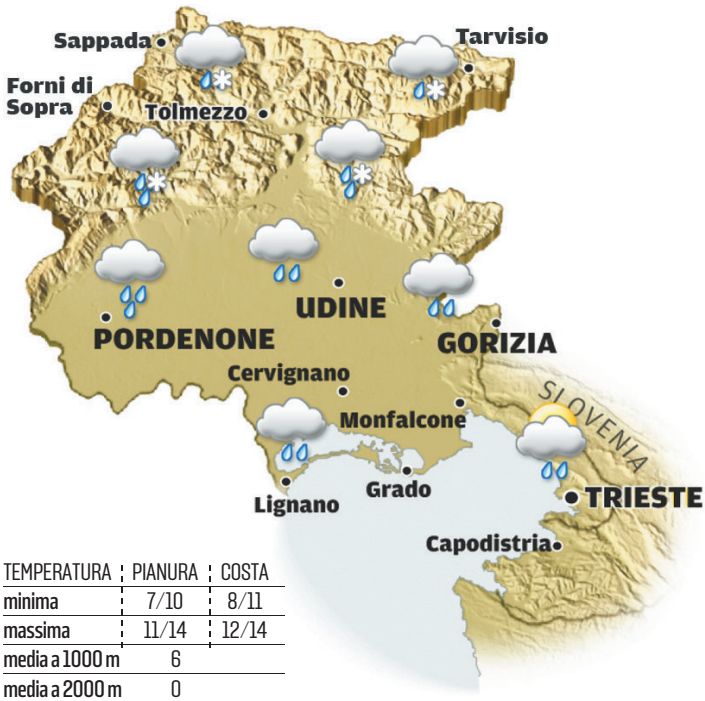 Sappada
Tarvisio
Forni di
Sopra
Tolmezzo
UDINE
PORDENONE
GORIZIA
Cervignano
SLOVENIA
Monfalcone
Grado
Lignano
TRIESTE
Capodistria
TEMPERATURA PIANURA COSTA
minima 7/10 8/11
massima 11/14 12/14
media a 1000 m 6
media a 2000 m 0